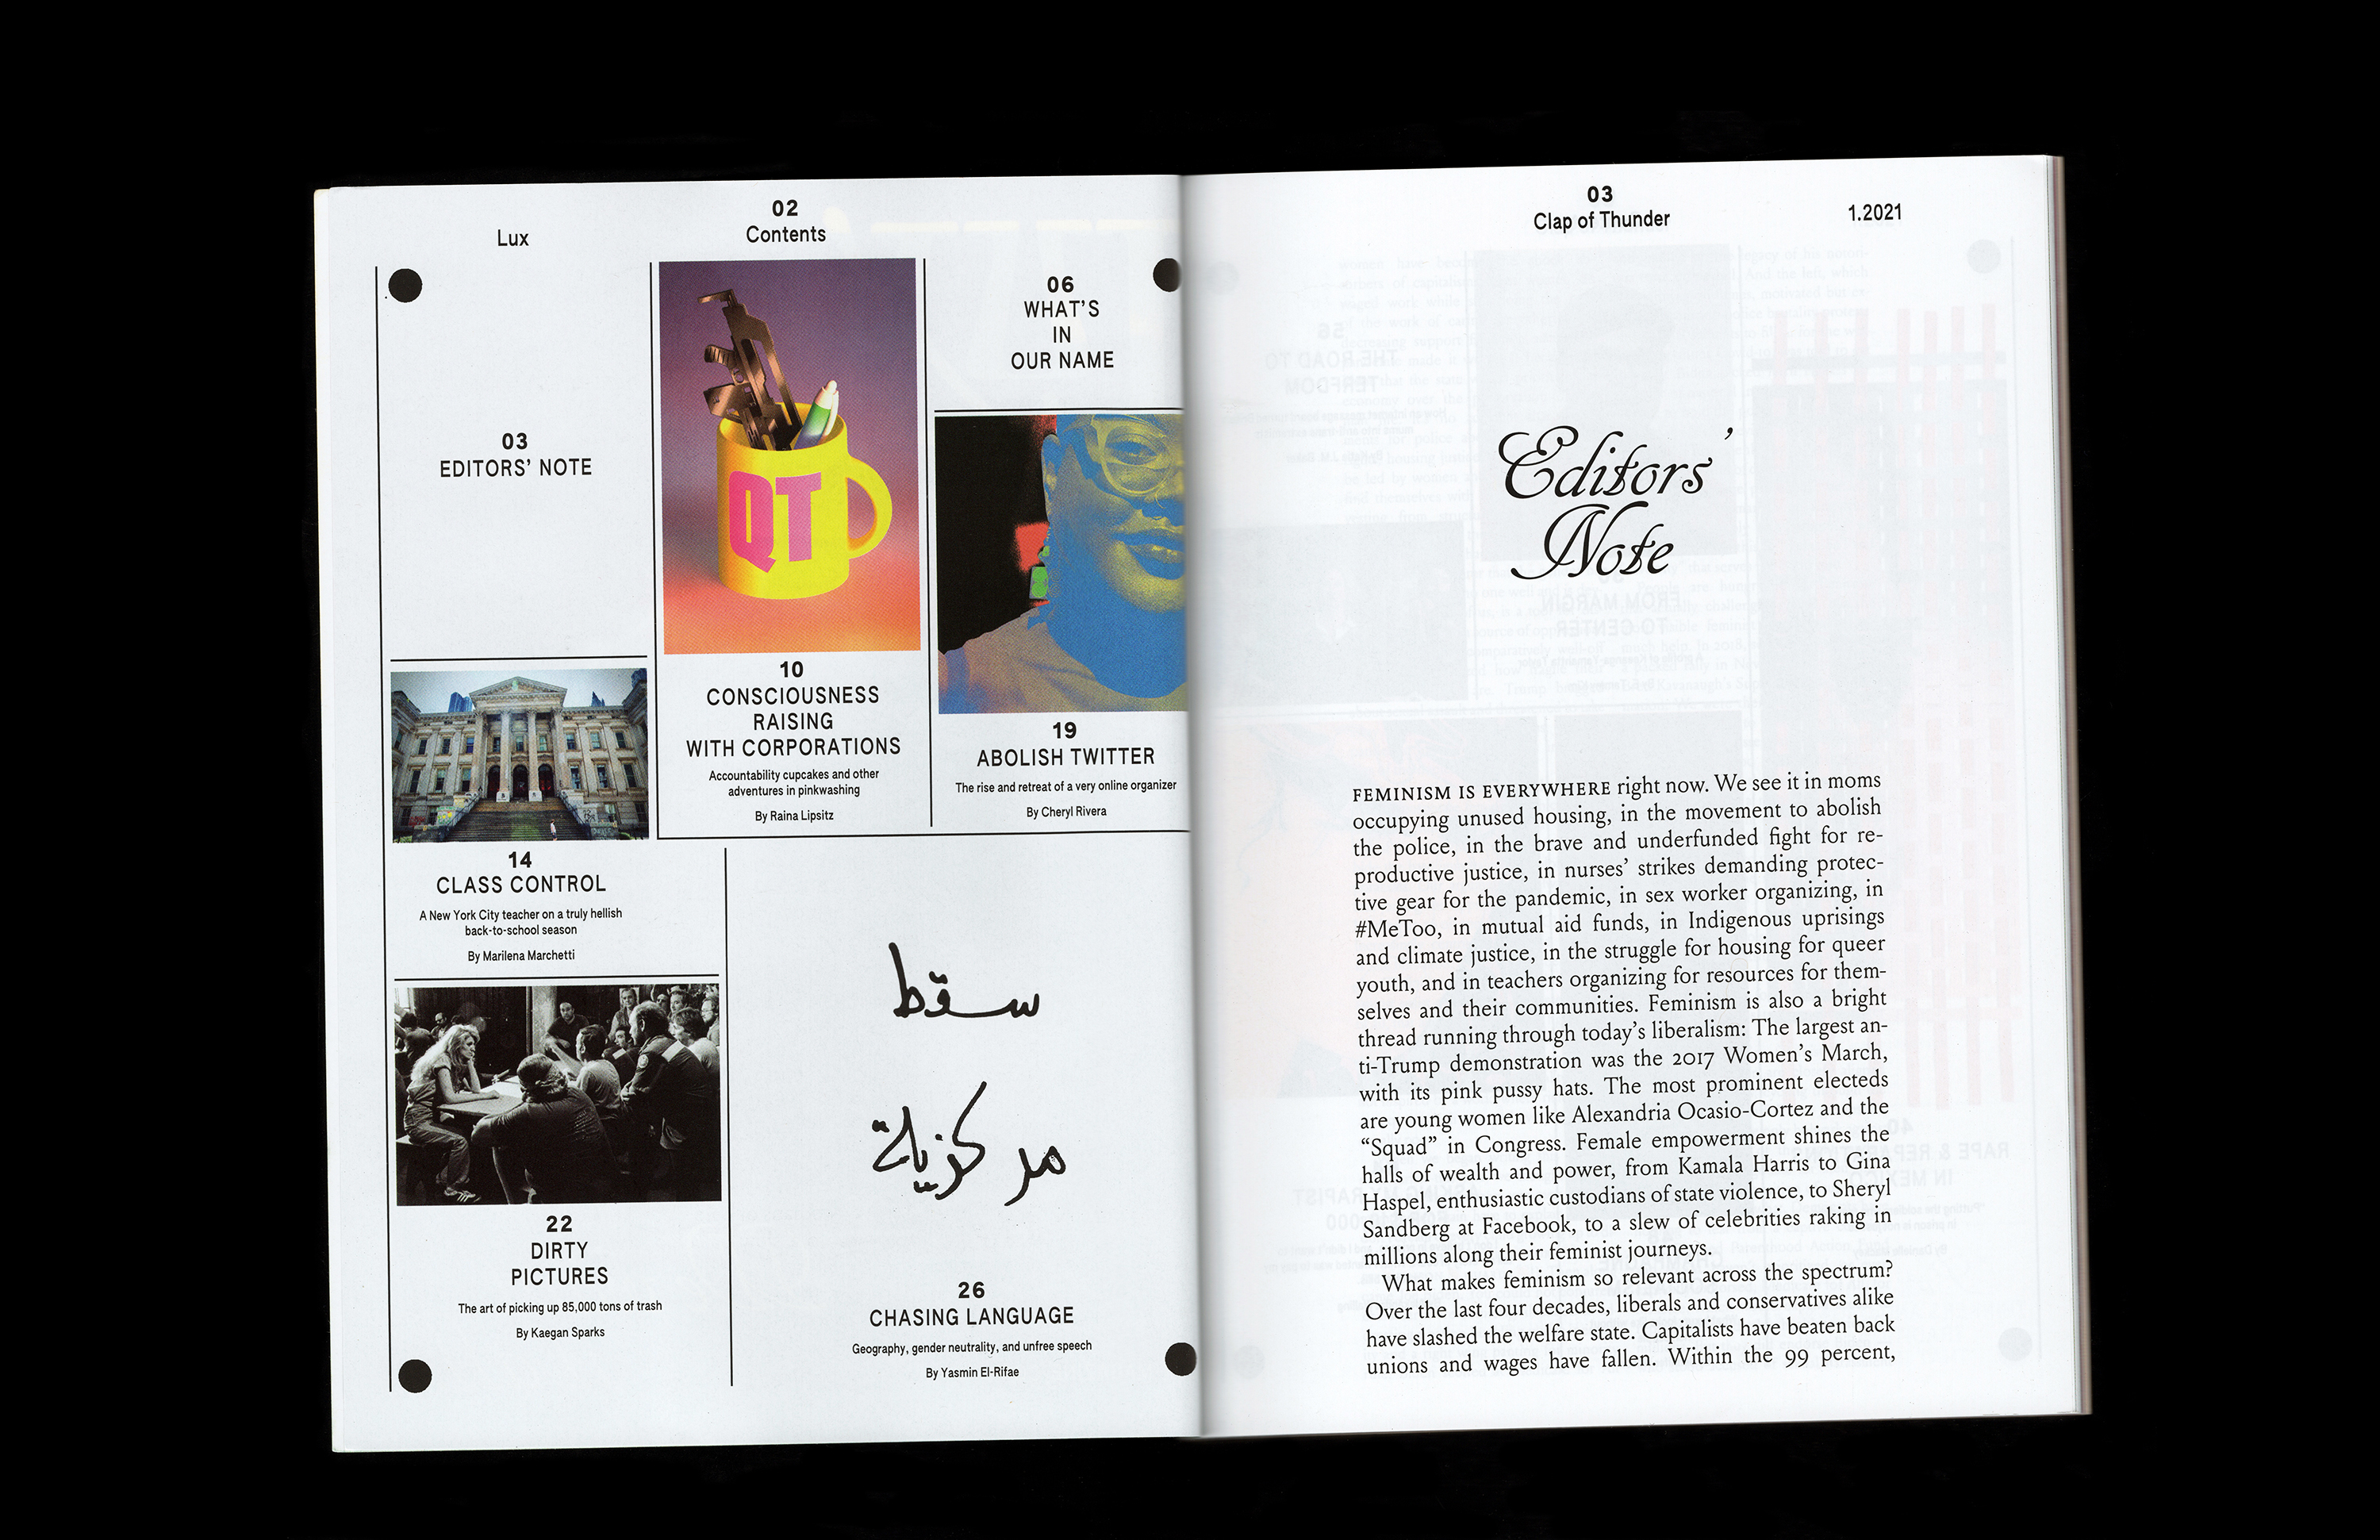 Lux
02
Contents
03
EDITORS' NOTE
QT
10
CONSCIOUSNESS
RAISING
WITH CORPORATIONS
Accountability cupcakes and other
adventures in pinkwashing
By Raina Lipsitz
06
WHAT'S
IN
OUR NAME
19
ABOLISH TWITTER
The rise and retreat of a very online organizer
By Cheryl Rivera
14
CLASS CONTROL
A New York City teacher on a truly hellish
back-to-school season
By Marilena Marchetti
22
DIRTY
PICTURES
The art of picking up 85,000 tons of trash
By Kaegan Sparks
سقط
مركزية
26
CHASING LANGUAGE
Geography, gender neutrality, and unfree speech
By Yasmin El-Rifae
03
Clap of Thunder
1.2021
Editors'
Note
FEMINISM IS EVERYWHERE right now. We see it in moms
occupying unused housing, in the movement to abolish
the police, in the brave and underfunded fight for re-
productive justice, in nurses' strikes demanding protec-
tive gear for the pandemic, in sex worker organizing, in
#MeToo, in mutual aid funds, in Indigenous uprisings
and climate justice, in the struggle for housing for queer
youth, and in teachers organizing for resources for them-
selves and their communities. Feminism is also a bright
thread running through today's liberalism: The largest an-
ti-Trump demonstration was the 2017 Women's March,
with its pink pussy hats. The most prominent electeds
are young women like Alexandria Ocasio-Cortez and the
“Squad” in Congress. Female empowerment shines the
halls of wealth and power, from Kamala Harris to Gina
Haspel, enthusiastic custodians of state violence, to Sheryl
Sandberg at Facebook, to a slew of celebrities raking in
millions along their feminist journeys.
What makes feminism so relevant across the spectrum?
Over the last four decades, liberals and conservatives alike
have slashed the welfare state. Capitalists have beaten back
unions and wages have fallen. Within the 99 percent,